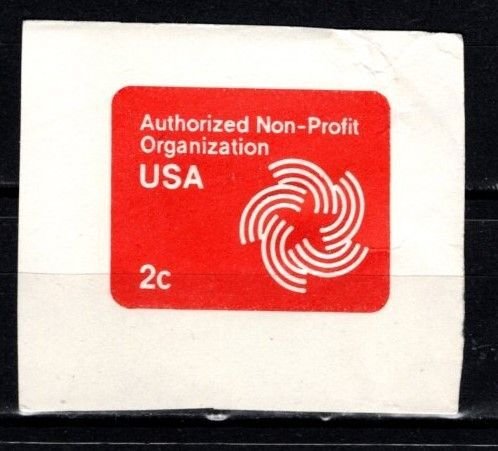 Authorized Non-Profit
Organization
USA
2c